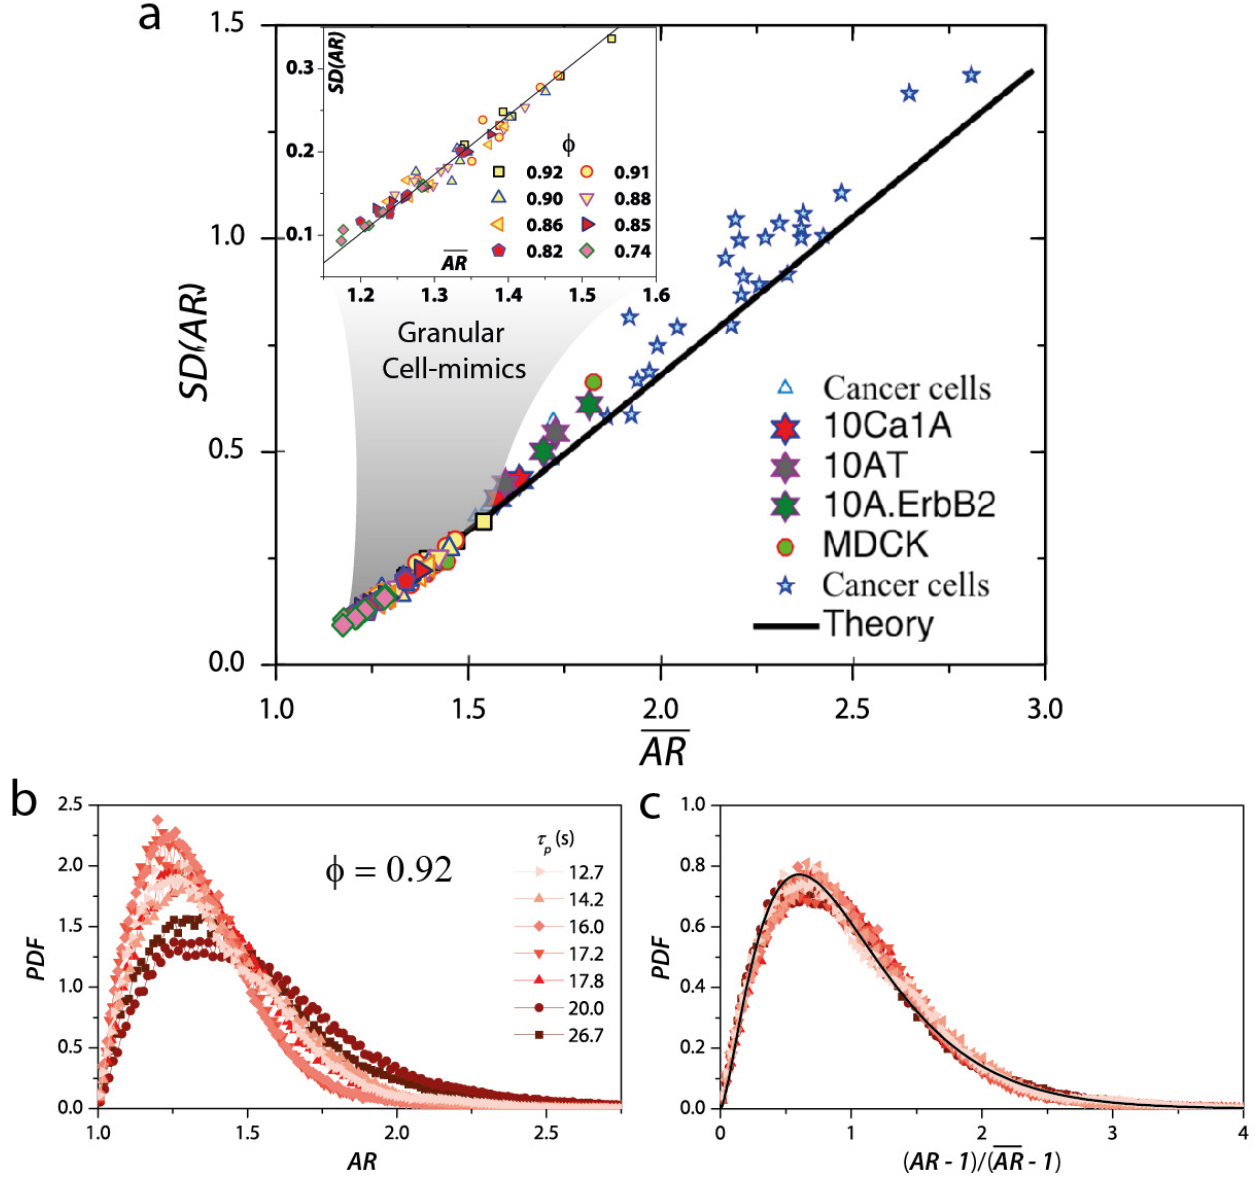 a
1.5
1.0
0.5
0.0
SD(AR)
1.0 1.5 2.0 2.5 3.0
AR
SD(AR)
0.3
0.2
0.1
ϕ
0.92 0.91
0.90 0.88
0.86 0.85
0.82 0.74
AR
1.2 1.3 1.4 1.5 1.6
Granular
Cell-mimics
Cancer cells
10Ca1A
10AT
10A.ErbB2
MDCK
Cancer cells
Theory
b
2.5
2.0
1.5
1.0
0.5
0.0
PDF
ϕ = 0.92
τp (s)
12.7
14.2
16.0
17.2
17.8
20.0
26.7
1.0 1.5 2.0 2.5
AR
c
1.0
0.8
0.6
0.4
0.2
0.0
PDF
0 1 2 3 4
(AR - 1)/(AR - 1)